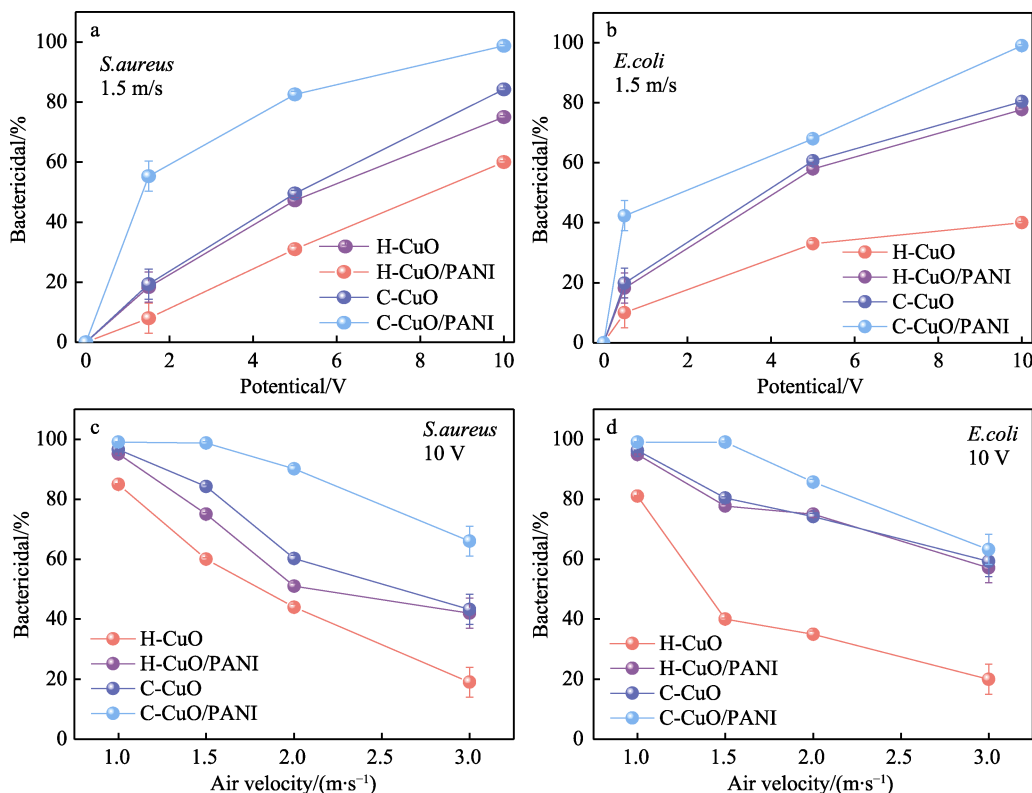 a
S.aureus
1.5 m/s
100
80
60
40
20
0
Bactericidal/%
H-CuO
H-CuO/PANI
C-CuO
C-CuO/PANI
0 2 4 6 8 10
Potentical/V
b
E.coli
1.5 m/s
100
80
60
40
20
0
Bactericidal/%
H-CuO
H-CuO/PANI
C-CuO
C-CuO/PANI
0 2 4 6 8 10
Potentical/V
c
S.aureus
10 V
100
80
60
40
20
0
Bactericidal/%
H-CuO
H-CuO/PANI
C-CuO
C-CuO/PANI
1.0 1.5 2.0 2.5 3.0
Air velocity/(m·s⁻¹)
d
E.coli
10 V
100
80
60
40
20
0
Bactericidal/%
H-CuO
H-CuO/PANI
C-CuO
C-CuO/PANI
1.0 1.5 2.0 2.5 3.0
Air velocity/(m·s⁻¹)